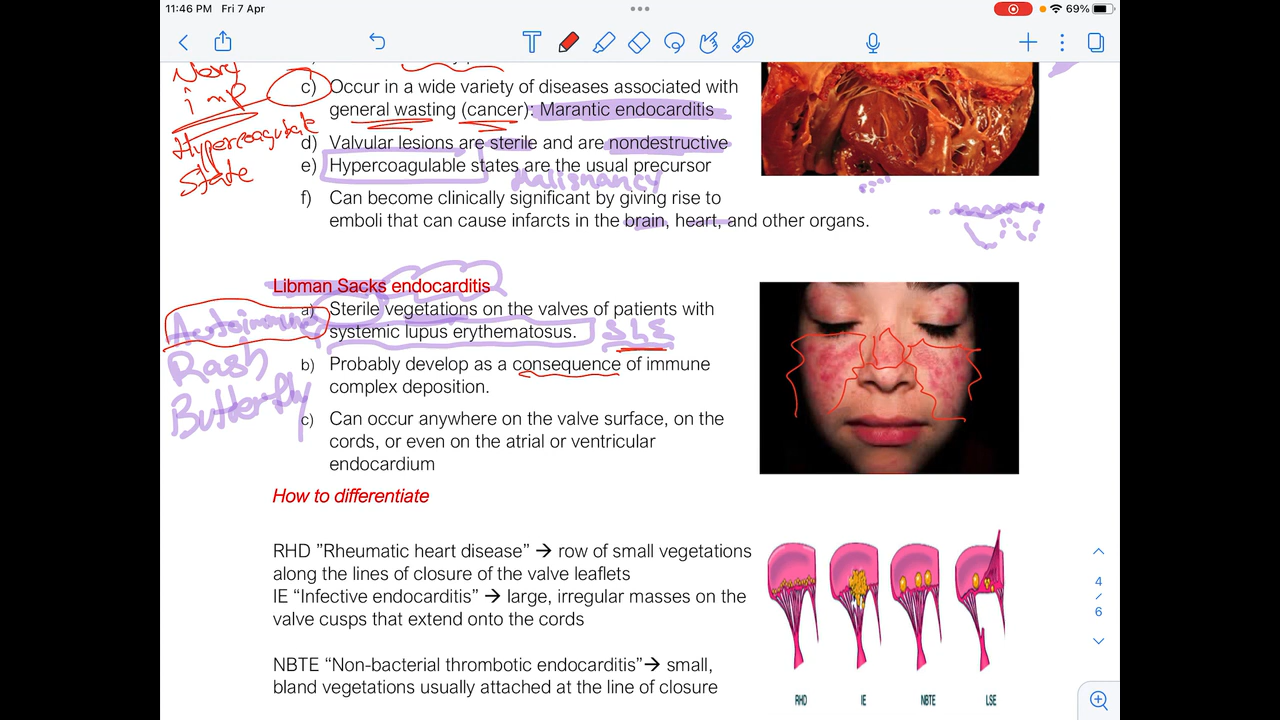 11:46 PM Fri 7 Apr
69%
Very
imp
Hypercoagulate
State
c) Occur in a wide variety of diseases associated with
general wasting (cancer): Marantic endocarditis
d) Valvular lesions are sterile and are nondestructive
e) Hypercoagulable states are the usual precursor
Malignancy
f) Can become clinically significant by giving rise to
emboli that can cause infarcts in the brain, heart, and other organs.
Libman Sacks endocarditis
a) Sterile vegetations on the valves of patients with
systemic lupus erythematosus. SLE
Autoimmune
Rash
Butterfly
b) Probably develop as a consequence of immune
complex deposition.
c) Can occur anywhere on the valve surface, on the
cords, or even on the atrial or ventricular
endocardium
How to differentiate
RHD ”Rheumatic heart disease” → row of small vegetations
along the lines of closure of the valve leaflets
IE “Infective endocarditis” → large, irregular masses on the
valve cusps that extend onto the cords
NBTE “Non-bacterial thrombotic endocarditis”→ small,
bland vegetations usually attached at the line of closure
RHD IE NBTE LSE
4
/
6